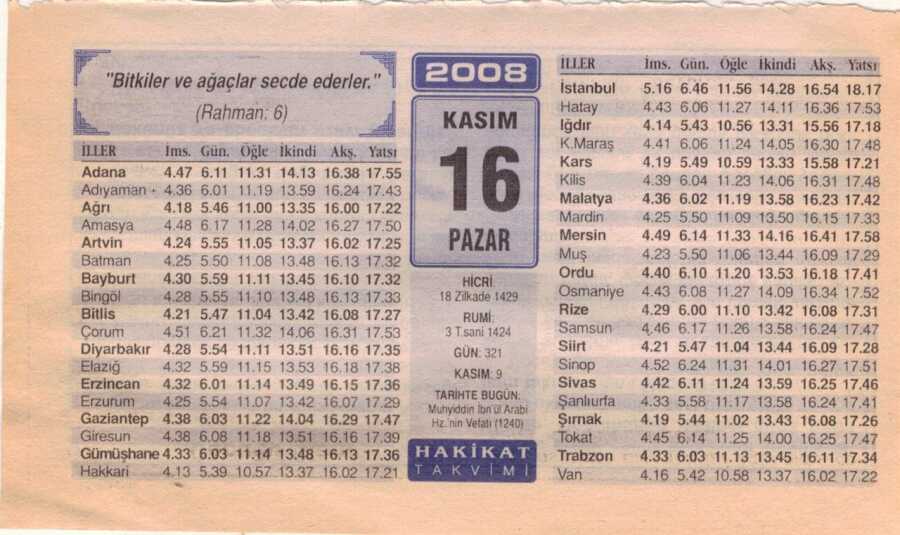 "Bitkiler ve ağaçlar secde ederler."
(Rahman: 6)
İLLER İms. Gün. Öğle İkindi Akş. Yatsı
Adana 4.47 6.11 11.31 14.13 16.38 17.55
Adıyaman 4.36 6.01 11.19 13.59 16.24 17.43
Ağrı 4.18 5.46 11.00 13.35 16.00 17.22
Amasya 4.48 6.17 11.28 14.02 16.27 17.50
Artvin 4.24 5.55 11.05 13.37 16.02 17.25
Batman 4.25 5.50 11.08 13.48 16.13 17.32
Bayburt 4.30 5.59 11.11 13.45 16.10 17.32
Bingöl 4.28 5.55 11.10 13.48 16.13 17.33
Bitlis 4.21 5.47 11.04 13.42 16.08 17.27
Çorum 4.51 6.21 11.32 14.06 16.31 17.53
Diyarbakır 4.28 5.54 11.11 13.51 16.16 17.35
Elazığ 4.32 5.59 11.15 13.53 16.18 17.38
Erzincan 4.32 6.01 11.14 13.49 16.15 17.36
Erzurum 4.25 5.54 11.07 13.42 16.07 17.29
Gaziantep 4.38 6.03 11.22 14.04 16.29 17.47
Giresun 4.38 6.08 11.18 13.51 16.16 17.39
Gümüşhane 4.33 6.03 11.14 13.48 16.13 17.36
Hakkari 4.13 5.39 10.57 13.37 16.02 17.21
2008
KASIM
16
PAZAR
HİCRİ
18 Zilkade 1429
RUMİ:
3 T.sani 1424
GÜN: 321
KASIM: 9
TARİHTE BUGÜN:
Muhyiddin İbn'ül Arabi
Hz.'nin Vefatı (1240)
HAKİKAT
TAKVİMİ
İLLER İms. Gün. Öğle İkindi Akş. Yatsı
İstanbul 5.16 6.46 11.56 14.28 16.54 18.17
Hatay 4.43 6.06 11.27 14.11 16.36 17.53
Iğdır 4.14 5.43 10.56 13.31 15.56 17.18
K.Maraş 4.41 6.06 11.24 14.05 16.30 17.48
Kars 4.19 5.49 10.59 13.33 15.58 17.21
Kilis 4.39 6.04 11.23 14.06 16.31 17.48
Malatya 4.36 6.02 11.19 13.58 16.23 17.42
Mardin 4.25 5.50 11.09 13.50 16.15 17.33
Mersin 4.49 6.14 11.33 14.16 16.41 17.58
Muş 4.23 5.50 11.06 13.44 16.09 17.29
Ordu 4.40 6.10 11.20 13.53 16.18 17.41
Osmaniye 4.43 6.08 11.27 14.09 16.34 17.52
Rize 4.29 6.00 11.10 13.42 16.08 17.31
Samsun 4.46 6.17 11.26 13.58 16.24 17.47
Siirt 4.21 5.47 11.04 13.44 16.09 17.28
Sinop 4.52 6.24 11.31 14.01 16.27 17.51
Sivas 4.42 6.11 11.24 13.59 16.25 17.46
Şanlıurfa 4.33 5.58 11.17 13.58 16.24 17.41
Şırnak 4.19 5.44 11.02 13.43 16.08 17.26
Tokat 4.45 6.14 11.25 14.00 16.25 17.47
Trabzon 4.33 6.03 11.13 13.45 16.11 17.34
Van 4.16 5.42 10.58 13.37 16.02 17.22